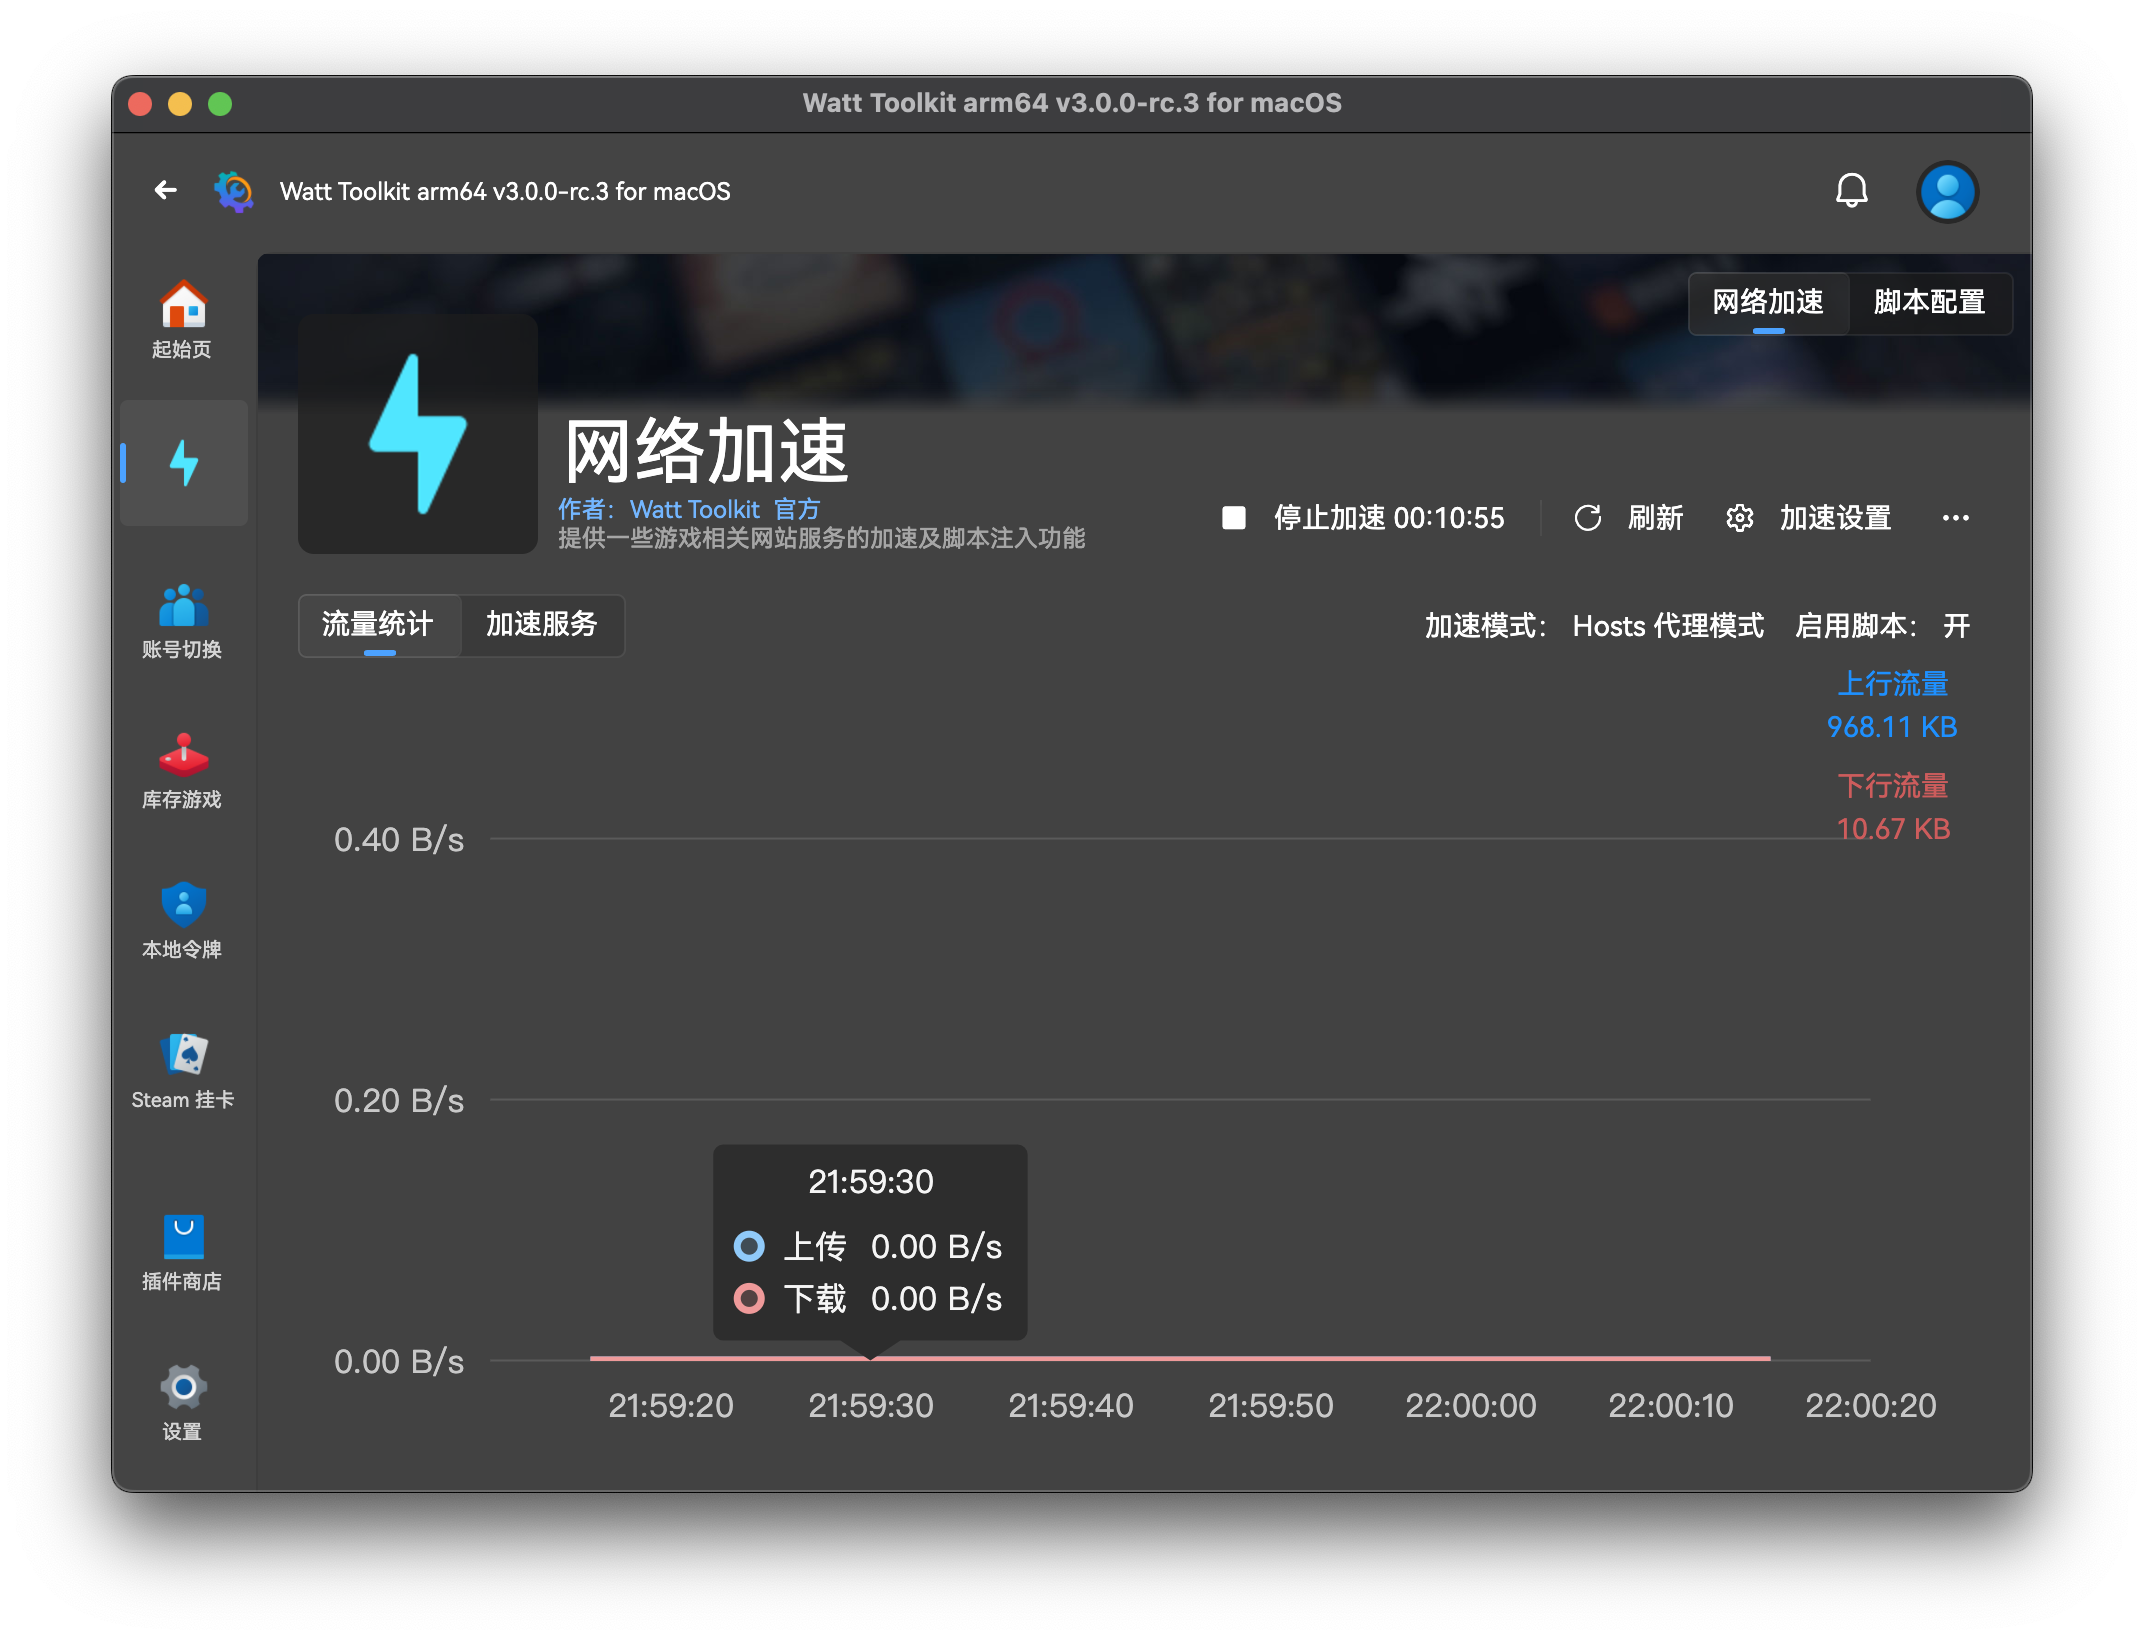 Watt Toolkit arm64 v3.0.0-rc.3 for macOS
Watt Toolkit arm64 v3.0.0-rc.3 for macOS
起始页
账号切换
库存游戏
本地令牌
Steam 挂卡
插件商店
设置
网络加速 脚本配置
网络加速
作者： Watt Toolkit 官方
提供一些游戏相关网站服务的加速及脚本注入功能
停止加速 00:10:55 刷新 加速设置 ···
流量统计 加速服务
加速模式： Hosts 代理模式 启用脚本： 开
上行流量
968.11 KB
下行流量
10.67 KB
0.40 B/s
0.20 B/s
21:59:30
上传 0.00 B/s
下载 0.00 B/s
0.00 B/s
21:59:20 21:59:30 21:59:40 21:59:50 22:00:00 22:00:10 22:00:20